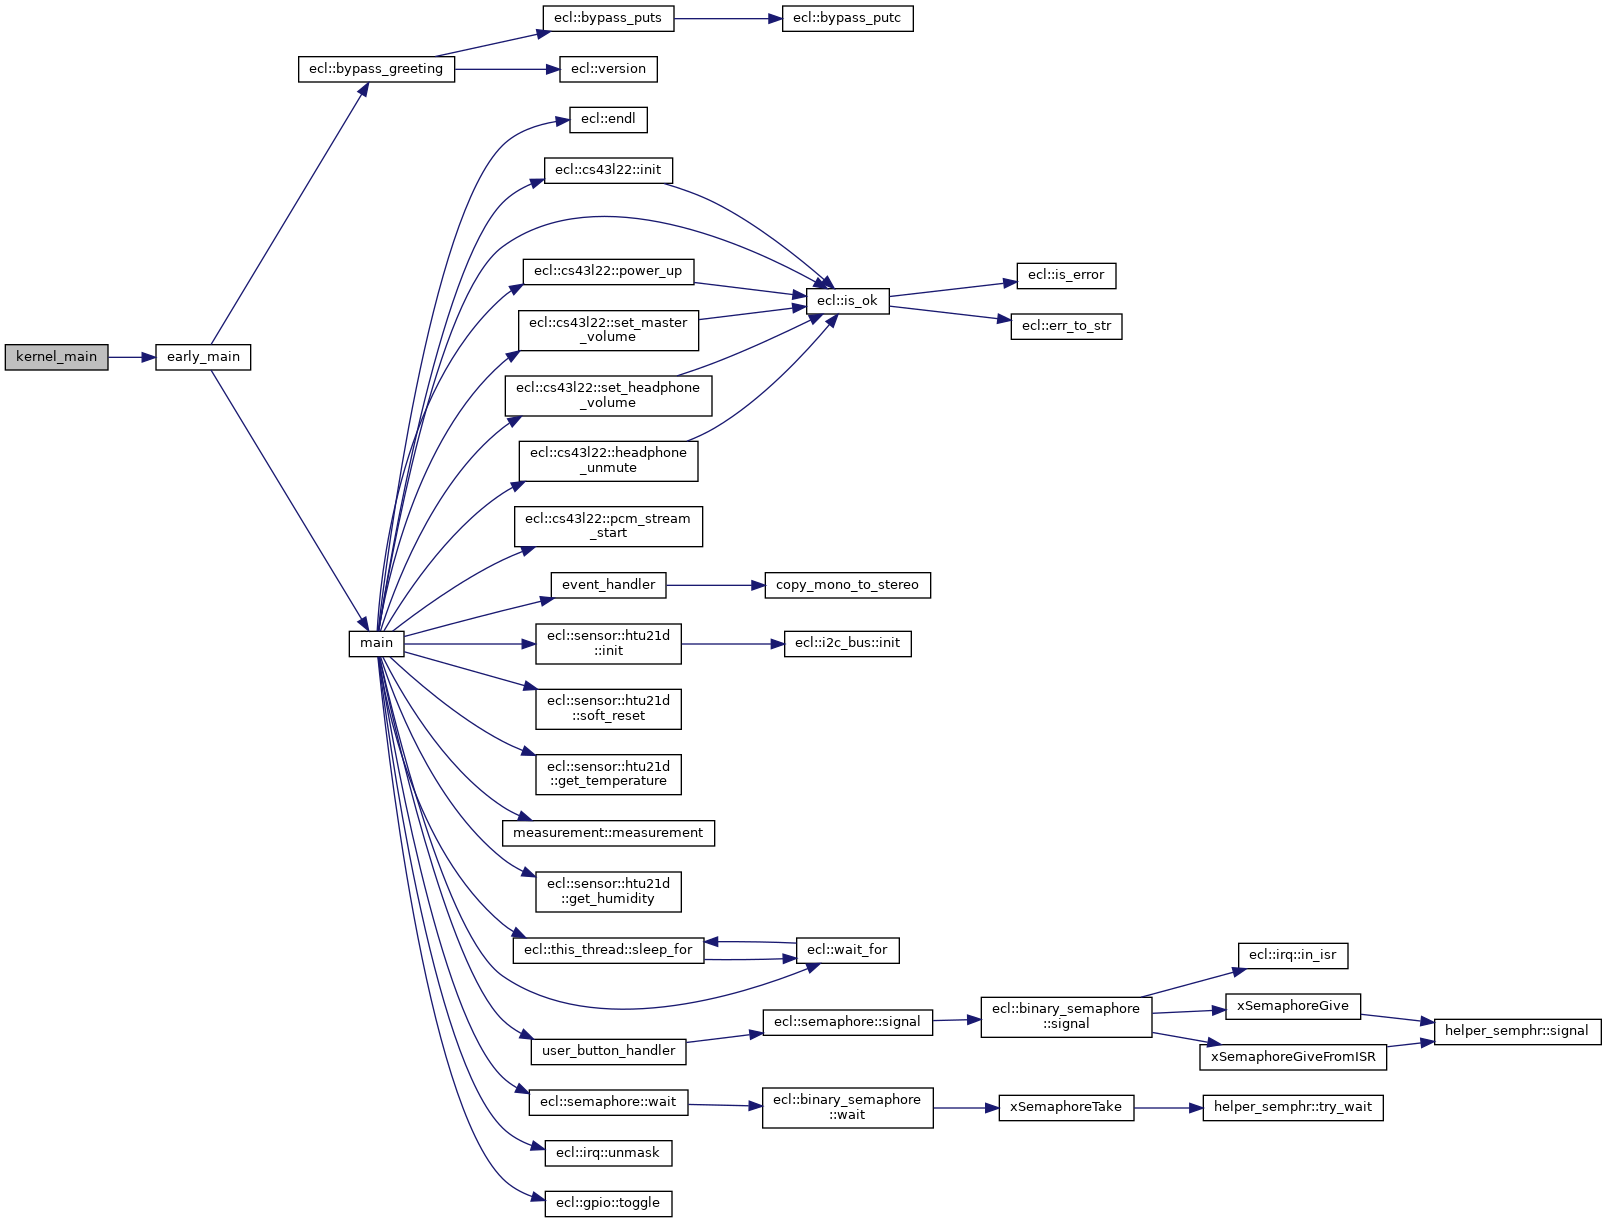 ecl::bypass_puts
ecl::bypass_putc
ecl::bypass_greeting
ecl::version
ecl::endl
ecl::cs43l22::init
ecl::cs43l22::power_up
ecl::is_ok
ecl::is_error
ecl::err_to_str
ecl::cs43l22::set_master
_volume
kernel_main
early_main
ecl::cs43l22::set_headphone
_volume
ecl::cs43l22::headphone
_unmute
ecl::cs43l22::pcm_stream
_start
event_handler
copy_mono_to_stereo
main
ecl::sensor::htu21d
::init
ecl::i2c_bus::init
ecl::sensor::htu21d
::soft_reset
ecl::sensor::htu21d
::get_temperature
measurement::measurement
ecl::sensor::htu21d
::get_humidity
ecl::this_thread::sleep_for
ecl::wait_for
ecl::irq::in_isr
user_button_handler
ecl::semaphore::signal
ecl::binary_semaphore
::signal
xSemaphoreGive
helper_semphr::signal
xSemaphoreGiveFromISR
ecl::semaphore::wait
ecl::binary_semaphore
::wait
xSemaphoreTake
helper_semphr::try_wait
ecl::irq::unmask
ecl::gpio::toggle